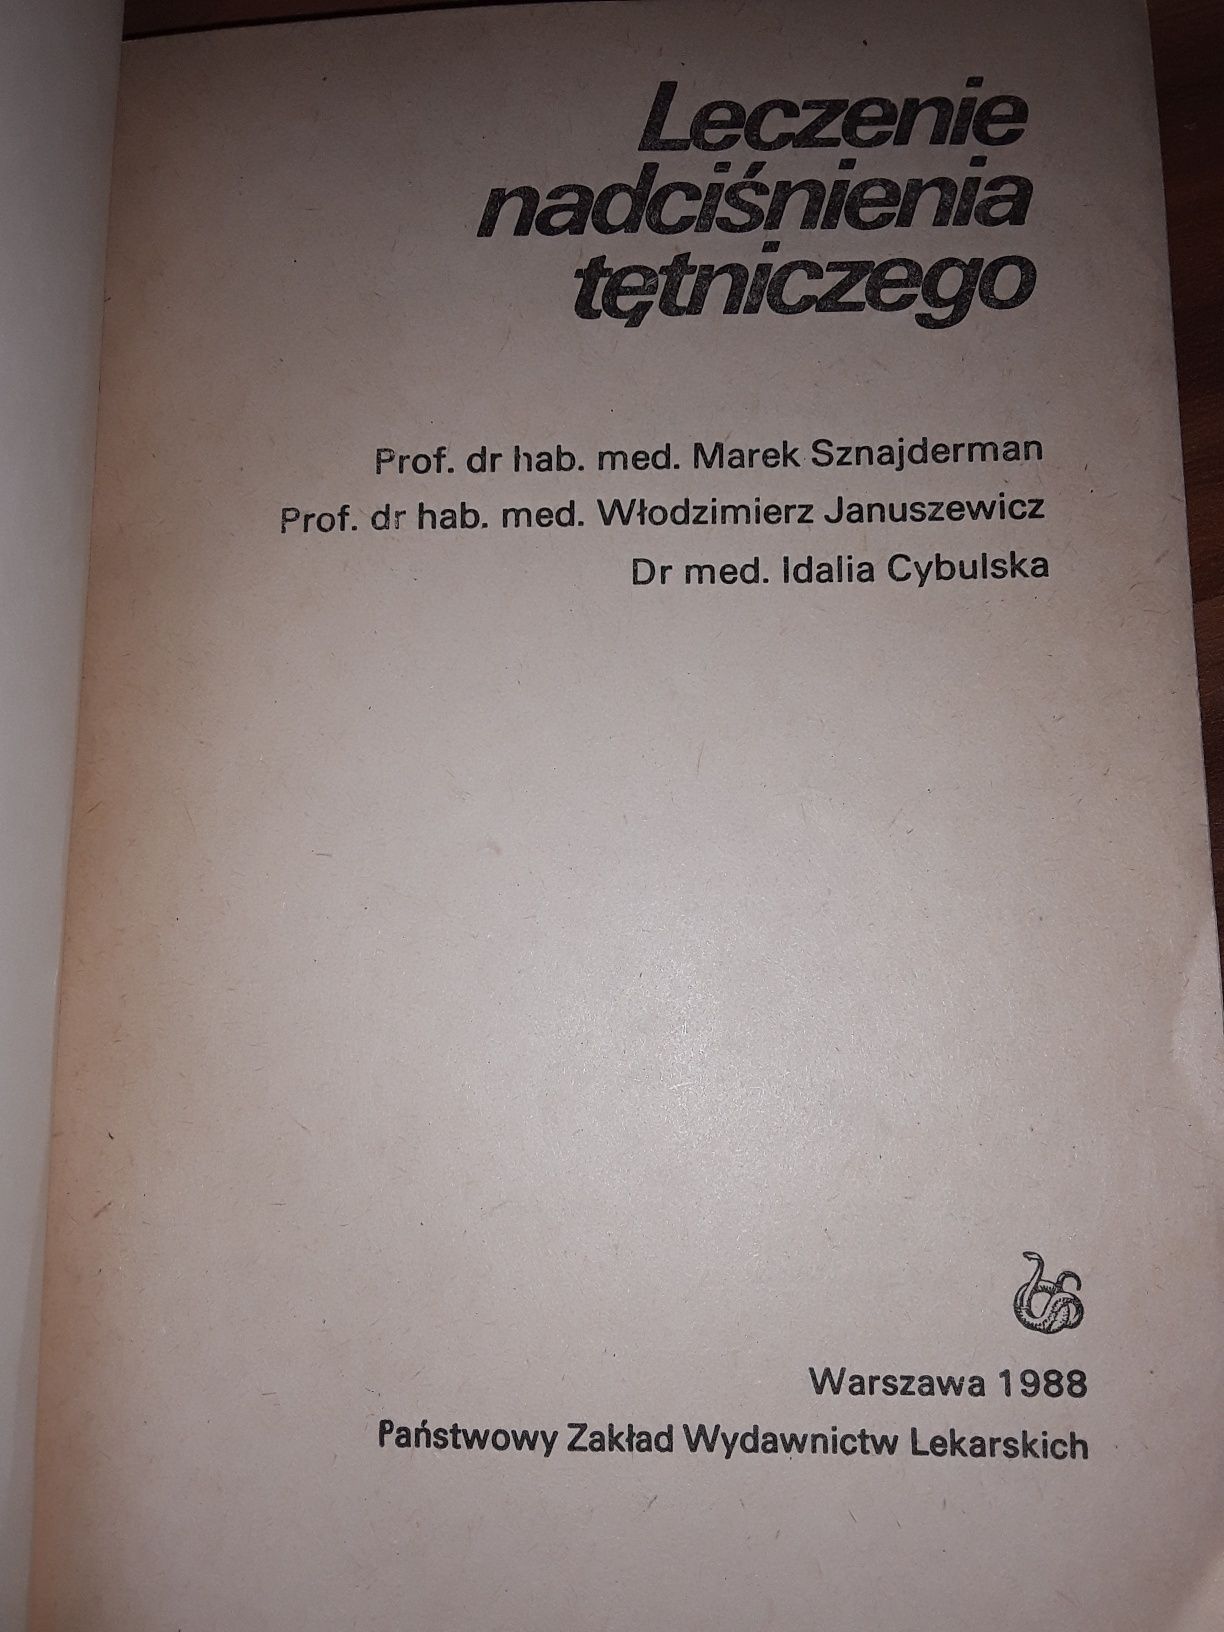 Leczenie
nadciśnienia
tętniczego
Prof. dr hab. med. Marek Sznajderman
Prof. dr hab. med. Włodzimierz Januszewicz
Dr med. Idalia Cybulska
Warszawa 1988
Państwowy Zakład Wydawnictw Lekarskich